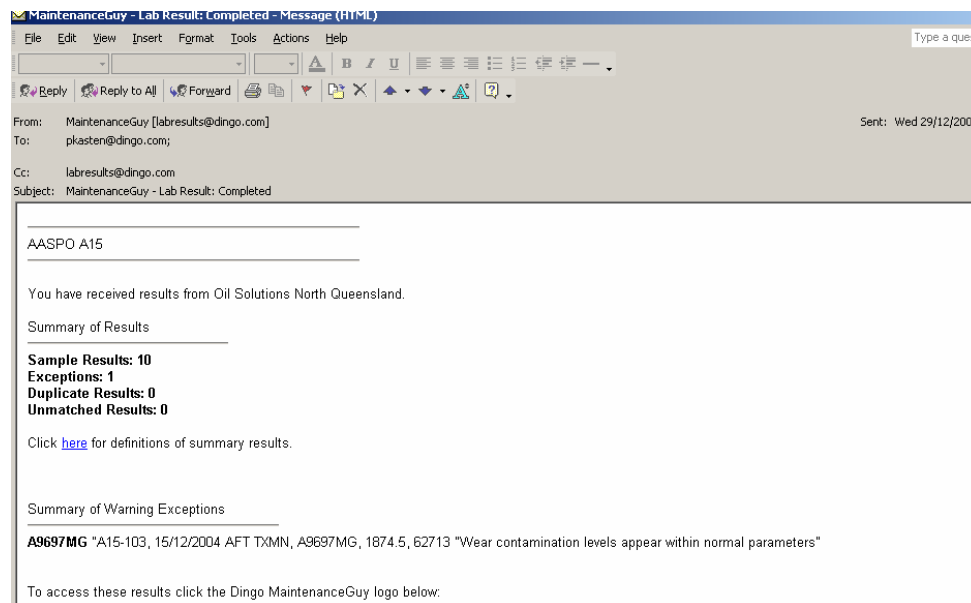 MaintenanceGuy - Lab Result: Completed - Message (HTML)
File Edit View Insert Format Tools Actions Help
Type a ques
Reply Reply to All Forward
From: MaintenanceGuy [labresults@dingo.com] Sent: Wed 29/12/200
To: pkasten@dingo.com;
Cc: labresults@dingo.com
Subject: MaintenanceGuy - Lab Result: Completed
AASPO A15
You have received results from Oil Solutions North Queensland.
Summary of Results
Sample Results: 10
Exceptions: 1
Duplicate Results: 0
Unmatched Results: 0
Click here for definitions of summary results.
Summary of Warning Exceptions
A9697MG "A15-103, 15/12/2004 AFT TXMN, A9697MG, 1874.5, 62713 "Wear contamination levels appear within normal parameters"
To access these results click the Dingo MaintenanceGuy logo below: